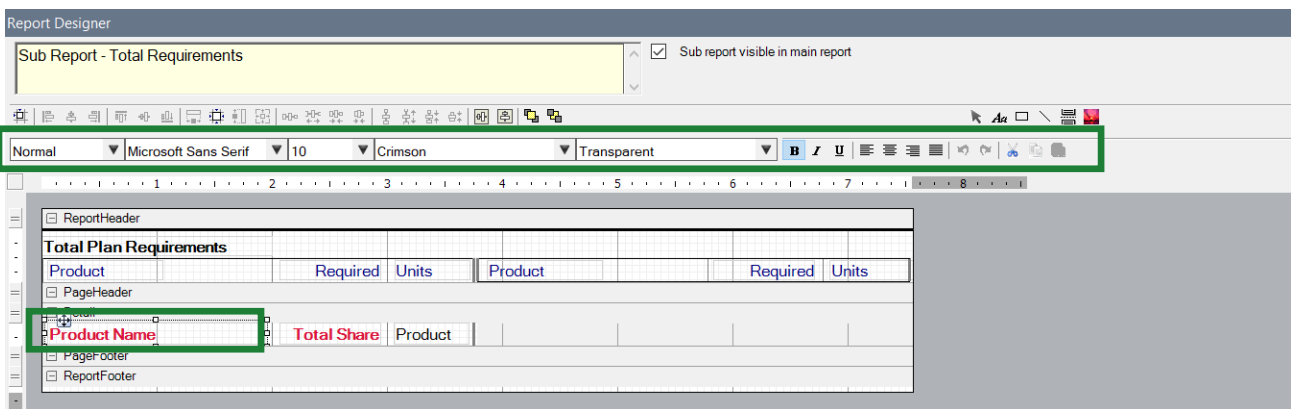 Report Designer
Sub Report - Total Requirements
Sub report visible in main report
Aa
Normal Microsoft Sans Serif 10 Crimson Transparent B I U
1 2 3 4 5 6 7 8
ReportHeader
Total Plan Requirements
Product Required Units Product Required Units
PageHeader
Detail
Product Name Total Share Product
PageFooter
ReportFooter